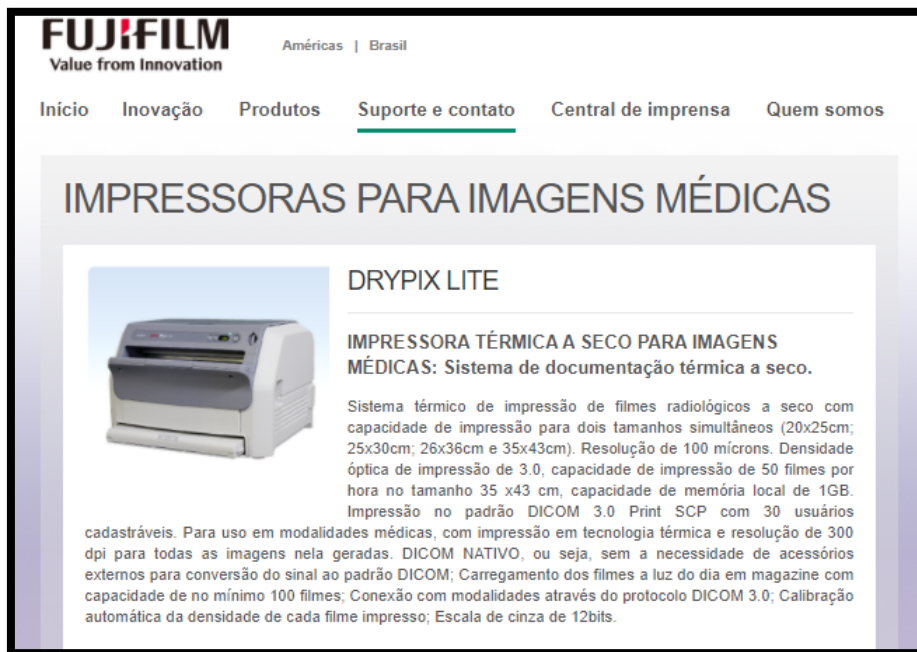 FUJIFILM
Value from Innovation
Américas | Brasil
Início Inovação Produtos Suporte e contato Central de imprensa Quem somos
IMPRESSORAS PARA IMAGENS MÉDICAS
DRYPIX LITE
IMPRESSORA TÉRMICA A SECO PARA IMAGENS
MÉDICAS: Sistema de documentação térmica a seco.
Sistema térmico de impressão de filmes radiológicos a seco com
capacidade de impressão para dois tamanhos simultâneos (20x25cm;
25x30cm; 26x36cm e 35x43cm). Resolução de 100 mícrons. Densidade
óptica de impressão de 3.0, capacidade de impressão de 50 filmes por
hora no tamanho 35 x43 cm, capacidade de memória local de 1GB.
Impressão no padrão DICOM 3.0 Print SCP com 30 usuários
cadastráveis. Para uso em modalidades médicas, com impressão em tecnologia térmica e resolução de 300
dpi para todas as imagens nela geradas. DICOM NATIVO, ou seja, sem a necessidade de acessórios
externos para conversão do sinal ao padrão DICOM; Carregamento dos filmes a luz do dia em magazine com
capacidade de no mínimo 100 filmes; Conexão com modalidades através do protocolo DICOM 3.0; Calibração
automática da densidade de cada filme impresso; Escala de cinza de 12bits.